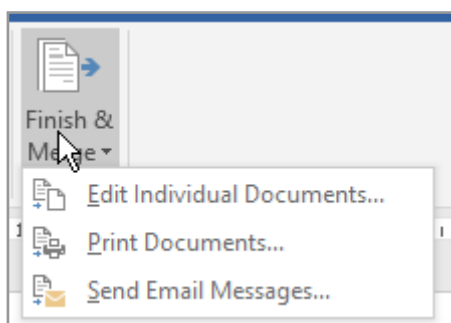 Finish &
Merge
Edit Individual Documents...
Print Documents...
Send Email Messages...